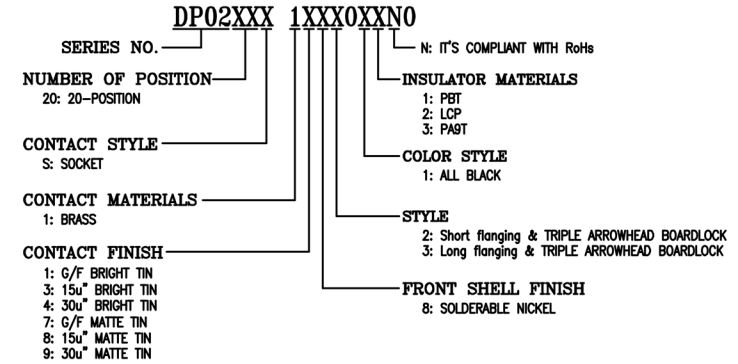 DP02XXX 1XXX0XXN0
SERIES NO.
NUMBER OF POSITION
20: 20-POSITION
CONTACT STYLE
S: SOCKET
CONTACT MATERIALS
1: BRASS
CONTACT FINISH
1: G/F BRIGHT TIN
3: 15u" BRIGHT TIN
4: 30u" BRIGHT TIN
7: G/F MATTE TIN
8: 15u" MATTE TIN
9: 30u" MATTE TIN
N: IT'S COMPLIANT WITH RoHs
INSULATOR MATERIALS
1: PBT
2: LCP
3: PA9T
COLOR STYLE
1: ALL BLACK
STYLE
2: Short flanging & TRIPLE ARROWHEAD BOARDLOCK
3: Long flanging & TRIPLE ARROWHEAD BOARDLOCK
FRONT SHELL FINISH
8: SOLDERABLE NICKEL